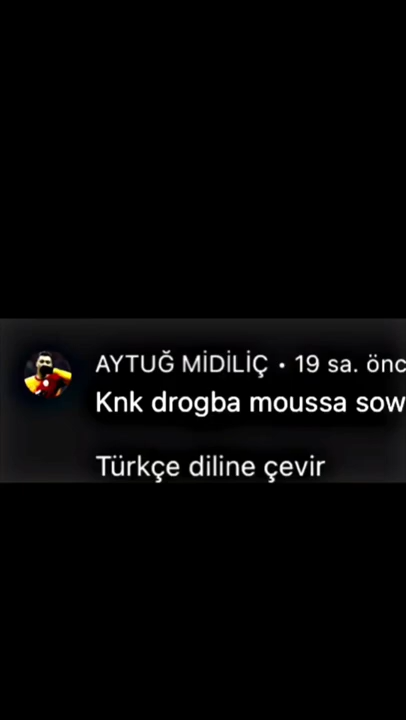 AYTUĞ MİDİLİÇ • 19 sa. önc
Knk drogba moussa sow
Türkçe diline çevir